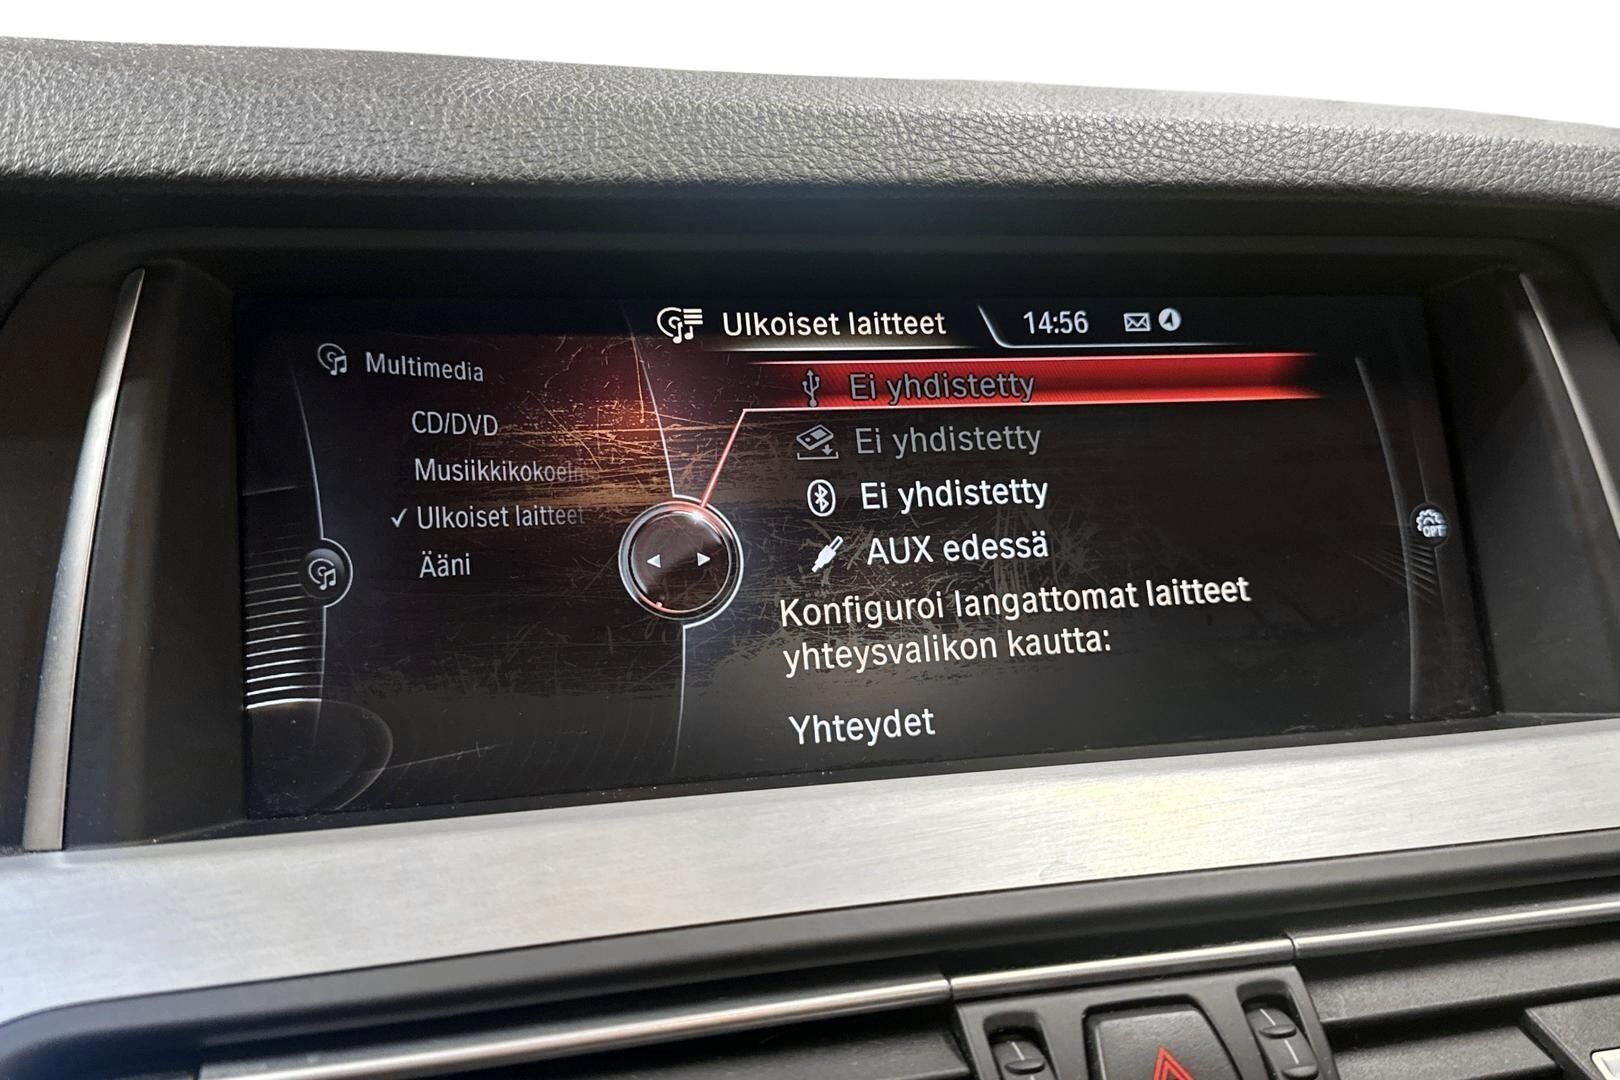 Ulkoiset laitteet 14:56
Multimedia
CD/DVD
Ulkoiset laitteet
Ääni
Ei yhdistetty
Ei yhdistetty
Ei yhdistetty
AUX edessä
Konfiguroi langattomat laitteet
yhteysvalikon kautta:
Yhteydet
OPT